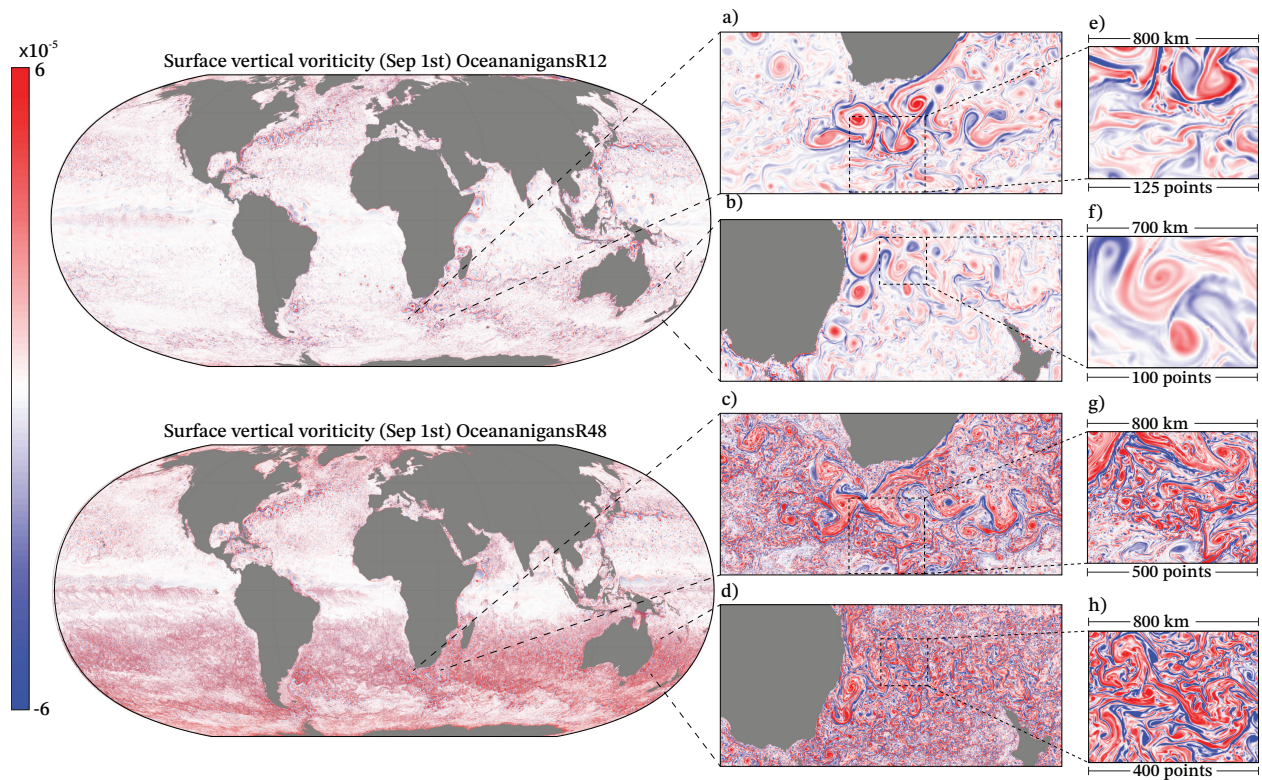 x10-5
6
-6
Surface vertical voriticity (Sep 1st) OceananigansR12
a)
b)
e)
800 km
125 points
f)
700 km
100 points
Surface vertical voriticity (Sep 1st) OceananigansR48
c)
d)
g)
800 km
500 points
h)
800 km
400 points